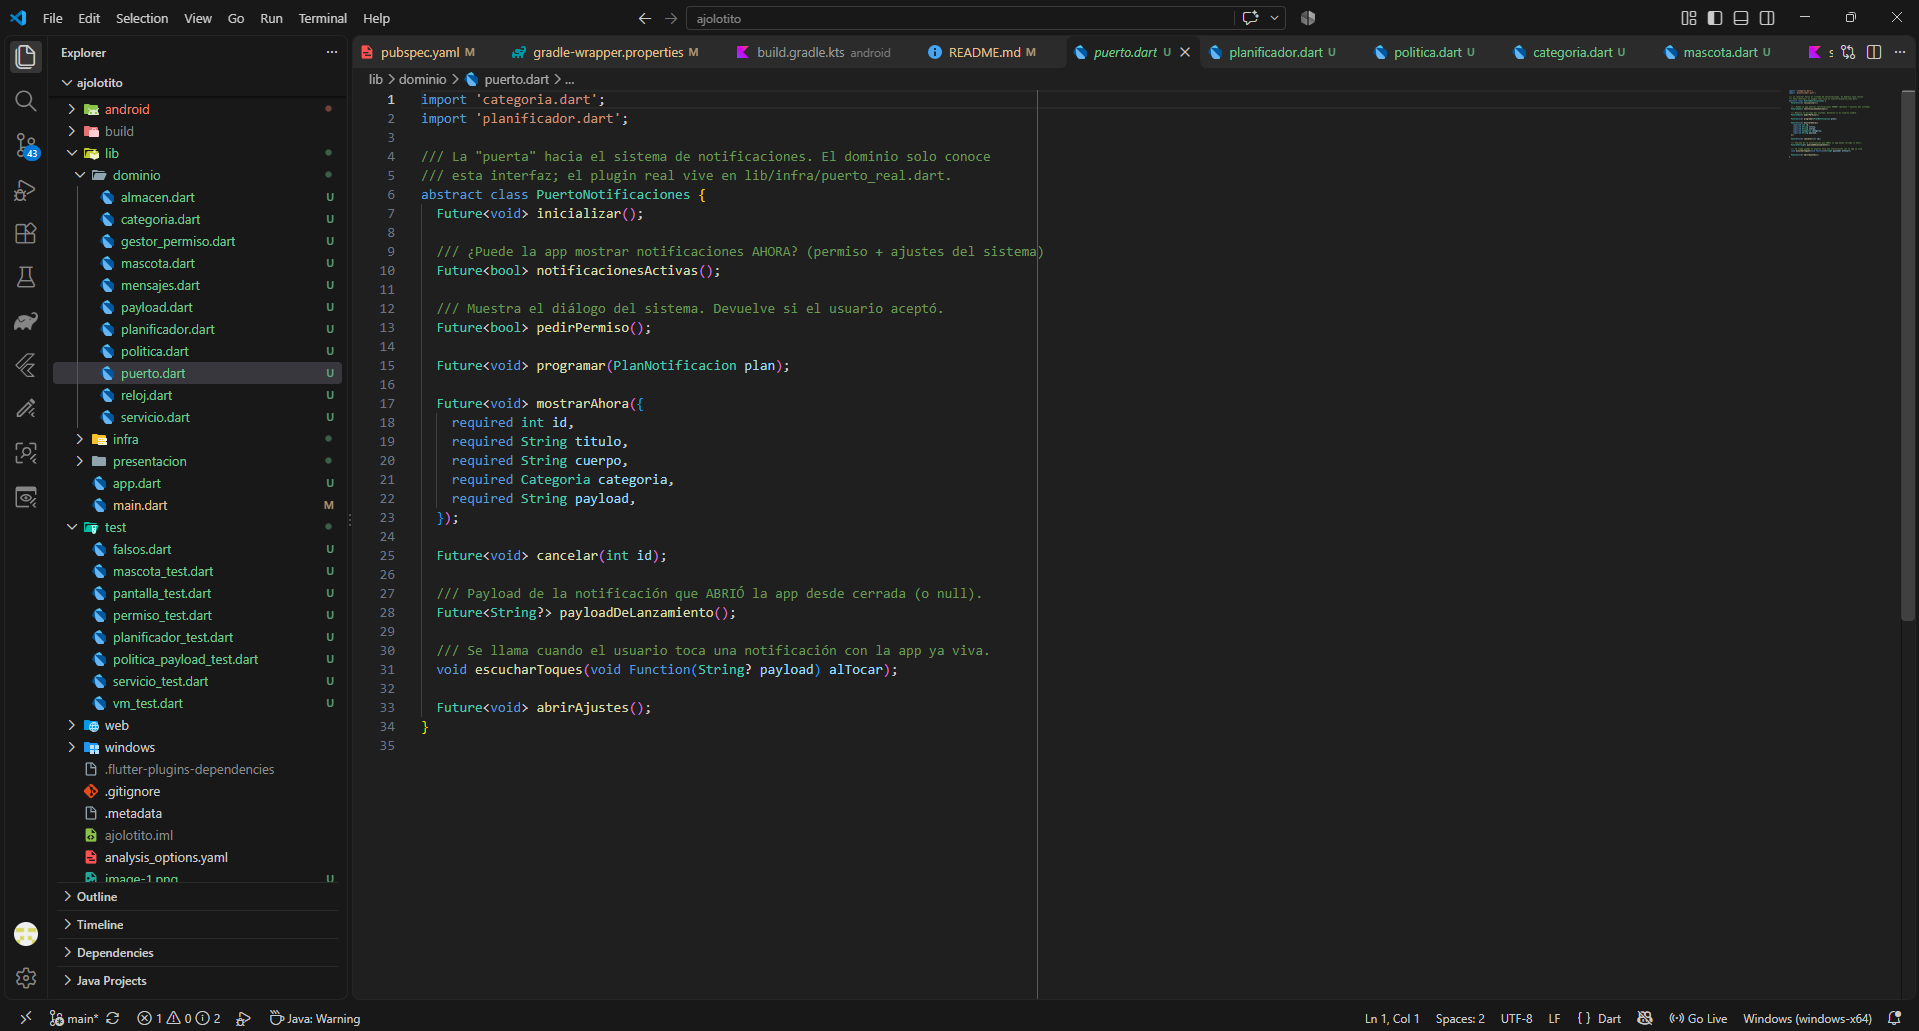 File Edit Selection View Go Run Terminal Help
ajolotito
Explorer
pubspec.yaml M
gradle-wrapper.properties M
build.gradle.kts android
README.md M
puerto.dart U
planificador.dart U
politica.dart U
categoria.dart U
mascota.dart U
s
lib > dominio > puerto.dart > ...
ajolotito
android
build
lib
dominio
almacen.dart U
categoria.dart U
gestor_permiso.dart U
mascota.dart U
mensajes.dart U
payload.dart U
planificador.dart U
politica.dart U
puerto.dart U
reloj.dart U
servicio.dart U
infra
presentacion
app.dart U
main.dart M
test
falsos.dart U
mascota_test.dart U
pantalla_test.dart U
permiso_test.dart U
planificador_test.dart U
politica_payload_test.dart U
servicio_test.dart U
vm_test.dart U
web
windows
.flutter-plugins-dependencies
.gitignore
.metadata
ajolotito.iml
analysis_options.yaml
image-1.png U
Outline
Timeline
Dependencies
Java Projects
43
1 import 'categoria.dart';
2 import 'planificador.dart';
3
4 /// La "puerta" hacia el sistema de notificaciones. El dominio solo conoce
5 /// esta interfaz; el plugin real vive en lib/infra/puerto_real.dart.
6 abstract class PuertoNotificaciones {
7 Future<void> inicializar();
8
9 /// ¿Puede la app mostrar notificaciones AHORA? (permiso + ajustes del sistema)
10 Future<bool> notificacionesActivas();
11
12 /// Muestra el diálogo del sistema. Devuelve si el usuario aceptó.
13 Future<bool> pedirPermiso();
14
15 Future<void> programar(PlanNotificacion plan);
16
17 Future<void> mostrarAhora({
18 required int id,
19 required String titulo,
20 required String cuerpo,
21 required Categoria categoria,
22 required String payload,
23 });
24
25 Future<void> cancelar(int id);
26
27 /// Payload de la notificación que ABRIÓ la app desde cerrada (o null).
28 Future<String?> payloadDeLanzamiento();
29
30 /// Se llama cuando el usuario toca una notificación con la app ya viva.
31 void escucharToques(void Function(String? payload) alTocar);
32
33 Future<void> abrirAjustes();
34 }
35
main* 1 0 2 Java: Warning
Ln 1, Col 1 Spaces: 2 UTF-8 LF { } Dart Go Live Windows (windows-x64)